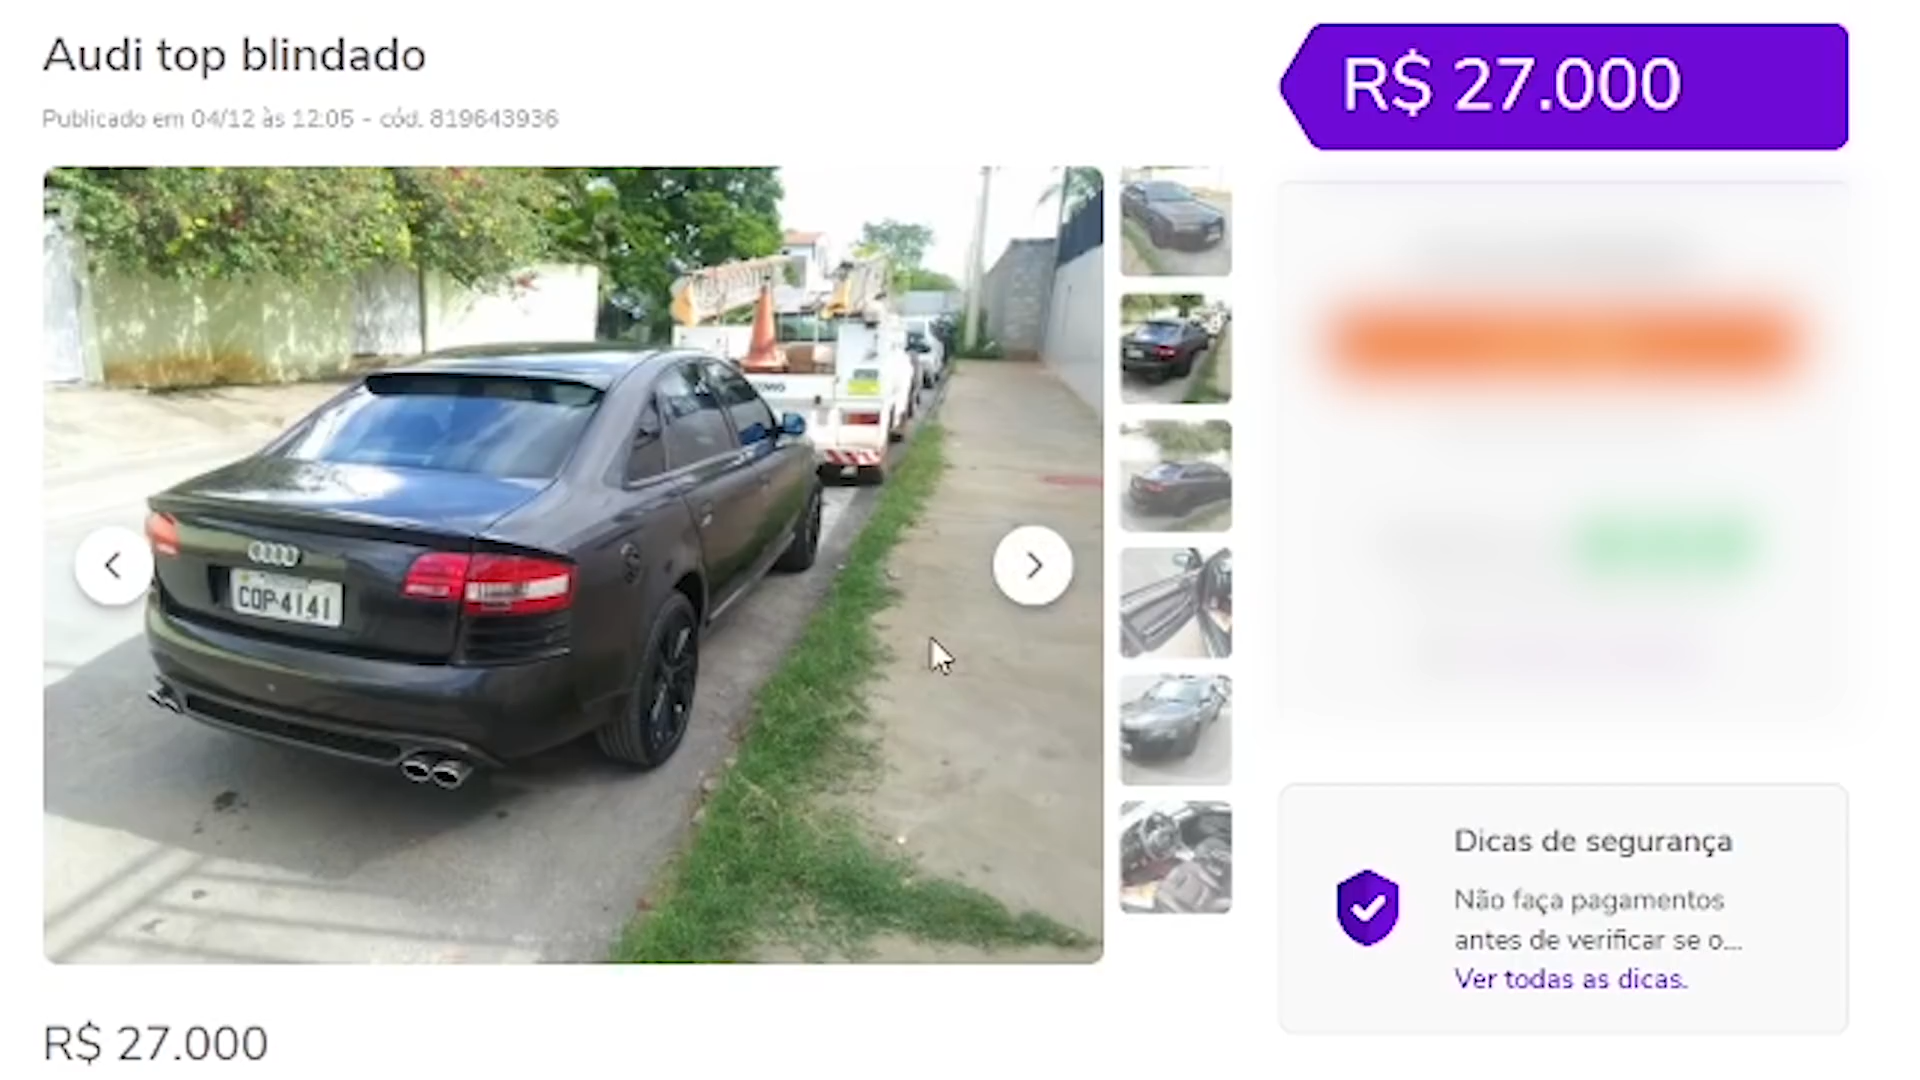 Audi top blindado
Publicado em 04/12 às 12:05 - cód. 819643936
R$ 27.000
CQP-4141
Dicas de segurança
Não faça pagamentos
antes de verificar se o...
Ver todas as dicas.
R$ 27.000